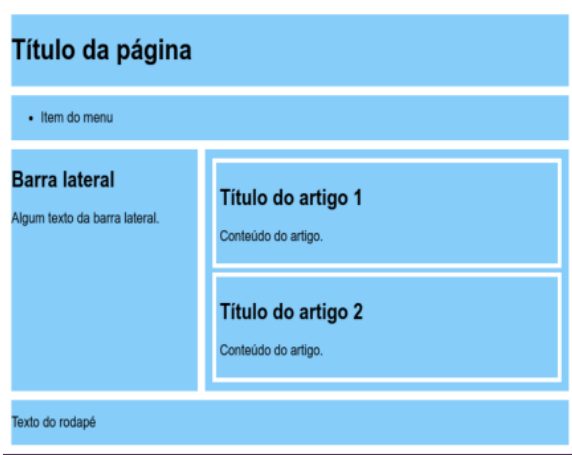 Título da página
• Item do menu
Barra lateral
Algum texto da barra lateral.
Título do artigo 1
Conteúdo do artigo.
Título do artigo 2
Conteúdo do artigo.
Texto do rodapé